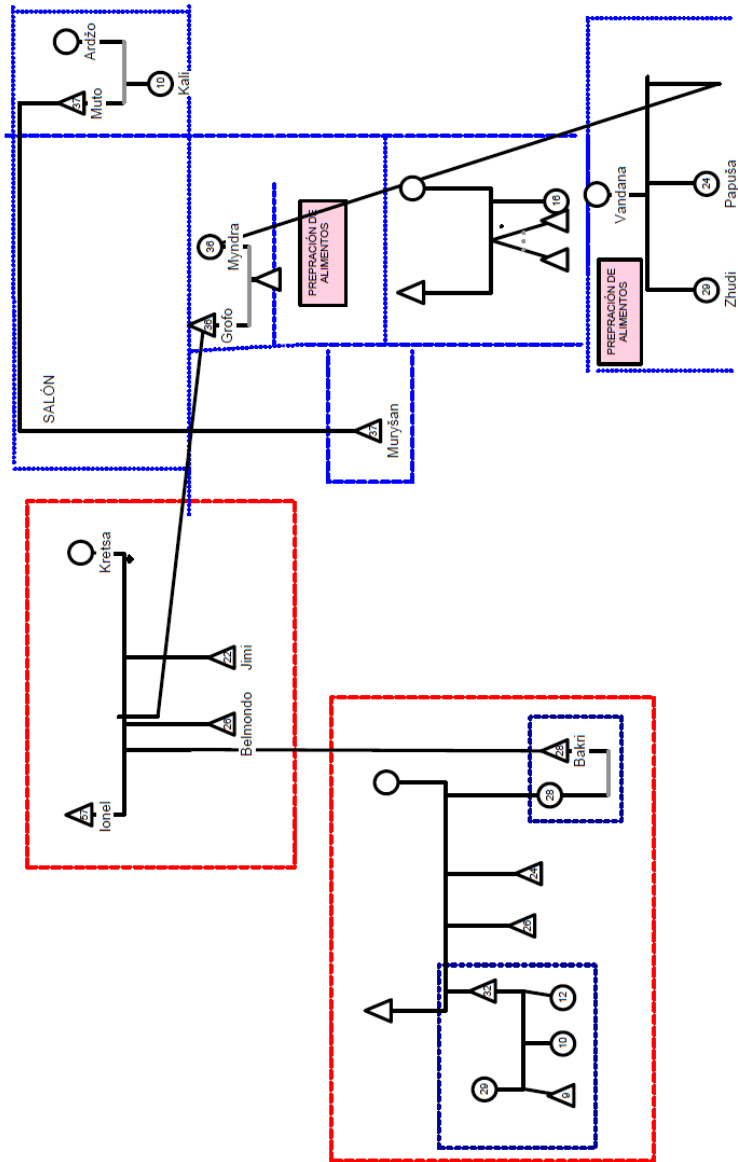 SALÓN
57
Ionel
Kretsa
37
Muto
Ardžo
10
Kali
36
Grofo
36
Myndra
26
Belmondo
22
Jimi
PREPRACIÓN DE
ALIMENTOS
37
Muryšan
32
29
10
12
9
26
24
28
28
Bakri
16
Vandana
PREPRACIÓN DE
ALIMENTOS
29
Zhudi
24
Papuša